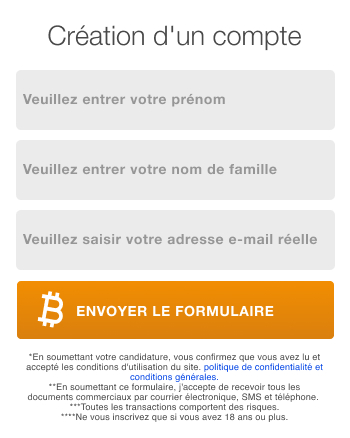 Création d'un compte
Veuillez entrer votre prénom
Veuillez entrer votre nom de famille
Veuillez saisir votre adresse e-mail réelle
ENVOYER LE FORMULAIRE
*En soumettant votre candidature, vous confirmez que vous avez lu et
accepté les conditions d'utilisation du site. politique de confidentialité et
conditions générales.
**En soumettant ce formulaire, j'accepte de recevoir tous les
documents commerciaux par courrier électronique, SMS et téléphone.
***Toutes les transactions comportent des risques.
****Ne vous inscrivez que si vous avez 18 ans ou plus.